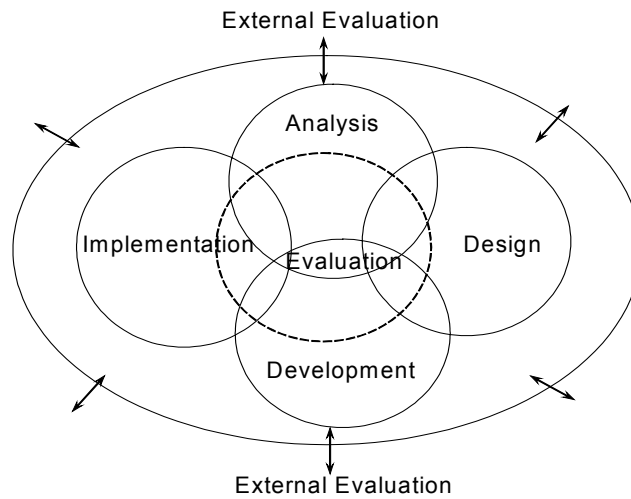 External Evaluation
Analysis
Implementation
Design
Evaluation
Development
External Evaluation